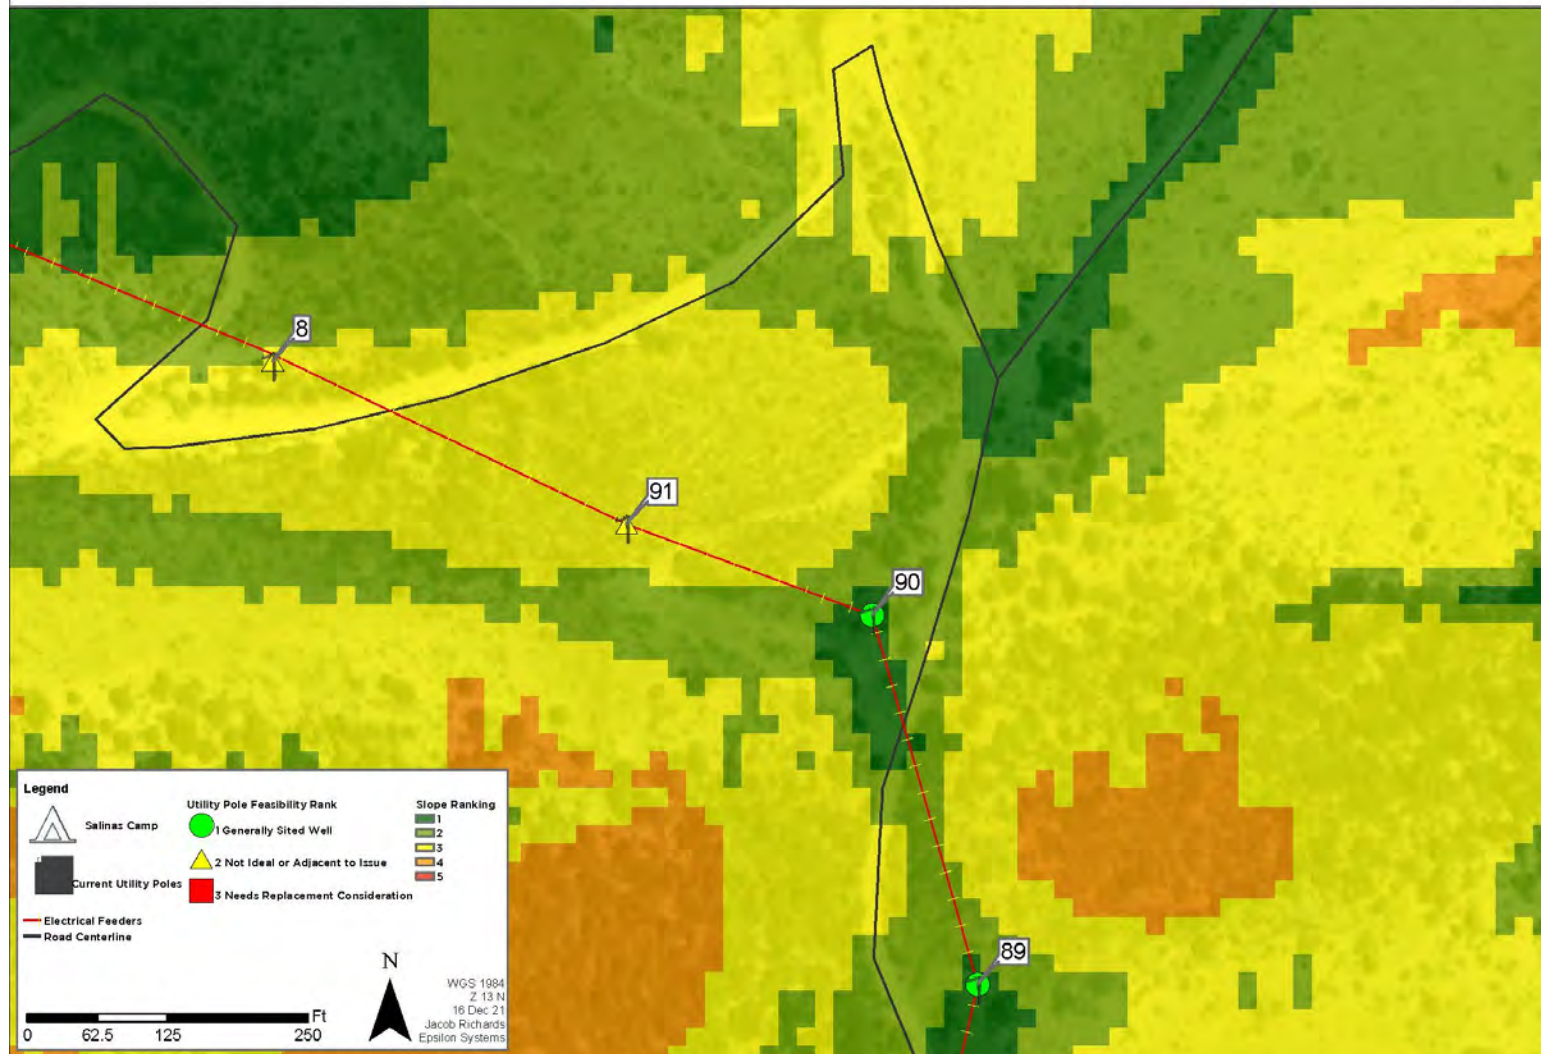 8
91
90
89
Legend
Salinas Camp
Current Utility Poles
Electrical Feeders
Road Centerline
Utility Pole Feasibility Rank
1 Generally Sited Well
2 Not Ideal or Adjacent to Issue
3 Needs Replacement Consideration
Slope Ranking
1
2
3
4
5
0 62.5 125 250 Ft
N
WGS 1984
Z 13 N
16 Dec 21
Jacob Richards
Epsilon Systems